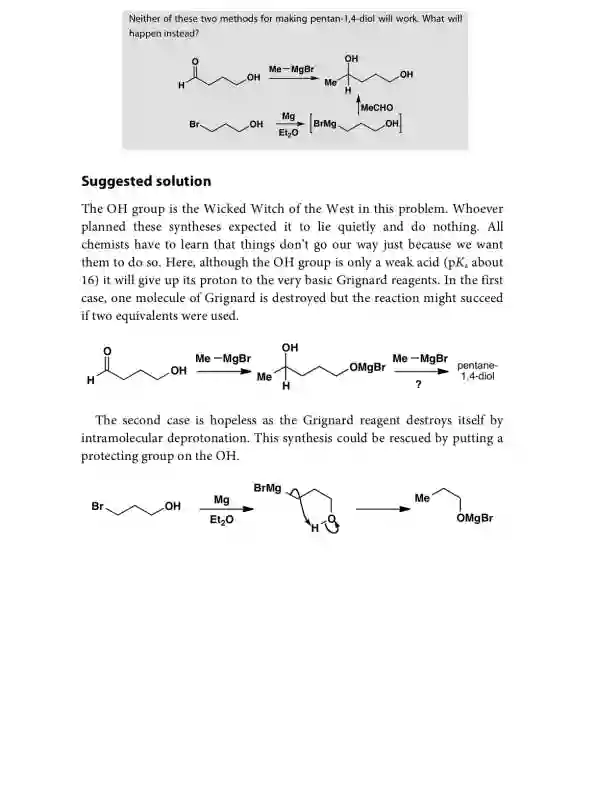 Neither of these two methods for making pentan-1,4-diol will work. What will
happen instead?
O
H
OH
Me—MgBr
OH
Me
H
OH
MeCHO
Br
OH
Mg
Et₂O
BrMg
OH
Suggested solution
The OH group is the Wicked Witch of the West in this problem. Whoever
planned these syntheses expected it to lie quietly and do nothing. All
chemists have to learn that things don't go our way just because we want
them to do so. Here, although the OH group is only a weak acid (pKₐ about
16) it will give up its proton to the very basic Grignard reagents. In the first
case, one molecule of Grignard is destroyed but the reaction might succeed
if two equivalents were used.
O
H
OH
Me—MgBr
OH
Me
H
OMgBr
Me—MgBr
?
pentane-
1,4-diol
The second case is hopeless as the Grignard reagent destroys itself by
intramolecular deprotonation. This synthesis could be rescued by putting a
protecting group on the OH.
Br
OH
Mg
Et₂O
BrMg
H
O
Me
OMgBr